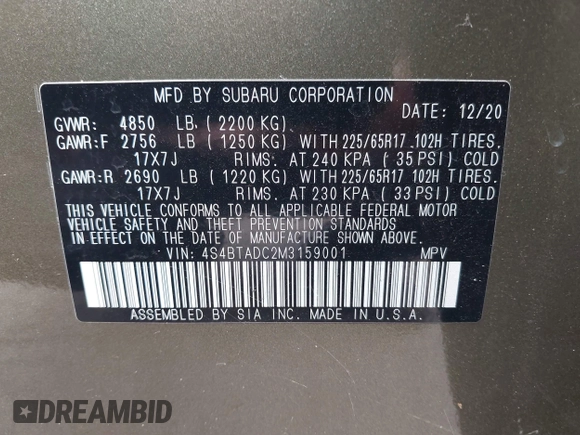 MFD BY SUBARU CORPORATION
DATE: 12/20
GVWR: 4850 LB ( 2200 KG)
GAWR:F 2756 LB ( 1250 KG) WITH 225/65R17 102H TIRES.
17X7J RIMS. AT 240 KPA ( 35 PSI) COLD
GAWR:R 2690 LB ( 1220 KG) WITH 225/65R17 102H TIRES.
17X7J RIMS. AT 230 KPA ( 33 PSI) COLD
THIS VEHICLE CONFORMS TO ALL APPLICABLE FEDERAL MOTOR
VEHICLE SAFETY AND THEFT PREVENTION STANDARDS
IN EFFECT ON THE DATE OF MANUFACTURE SHOWN ABOVE.
VIN: 4S4BTADC2M3159001 MPV
ASSEMBLED BY SIA INC. MADE IN U.S.A.
DREAMBID